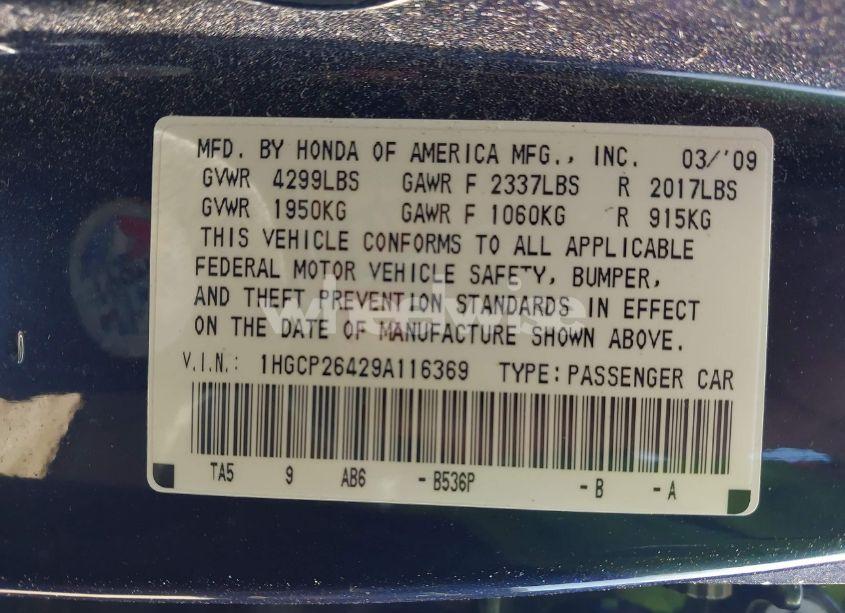 MFD. BY HONDA OF AMERICA MFG., INC. 03/'09
GVWR 4299LBS GAWR F 2337LBS R 2017LBS
GVWR 1950KG GAWR F 1060KG R 915KG
THIS VEHICLE CONFORMS TO ALL APPLICABLE
FEDERAL MOTOR VEHICLE SAFETY, BUMPER,
AND THEFT PREVENTION STANDARDS IN EFFECT
ON THE DATE OF MANUFACTURE SHOWN ABOVE.
wheelwise
V.I.N.: 1HGCP26429A116369 TYPE:PASSENGER CAR
TA5 9 AB6 -B536P -B -A